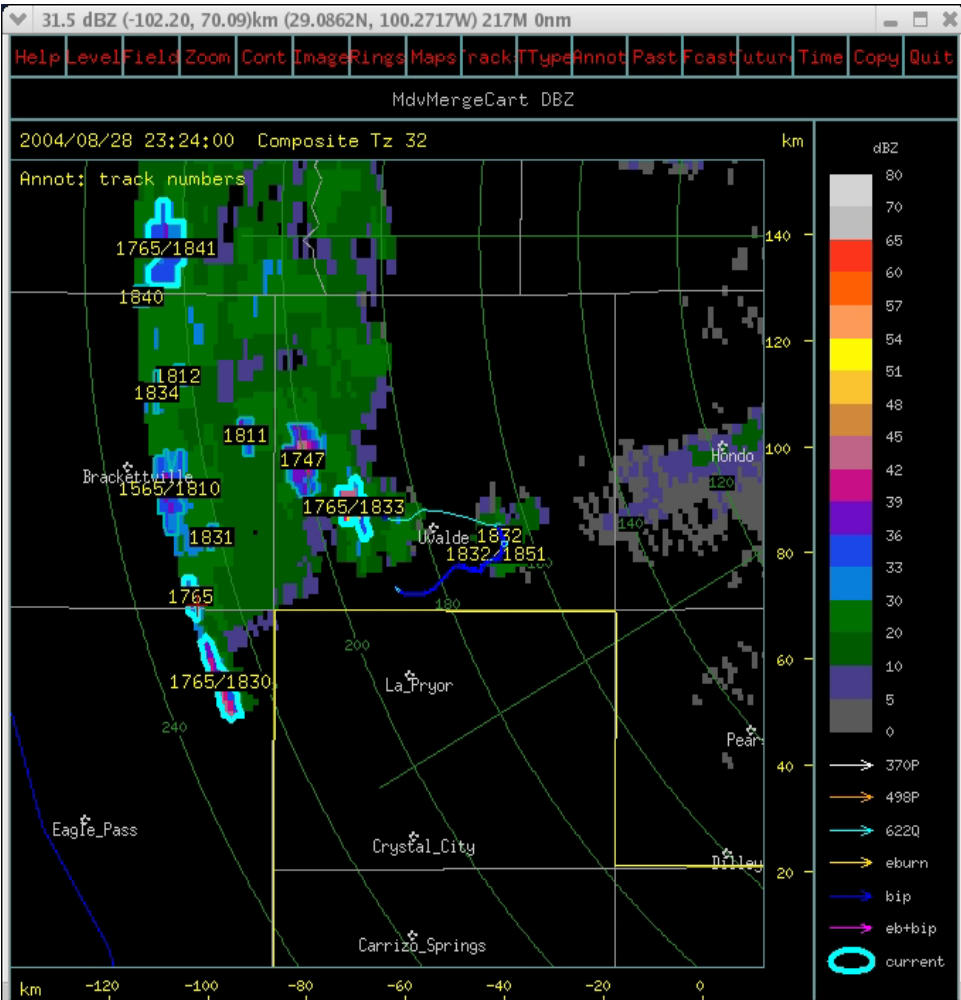 31.5 dBZ (-102.20, 70.09)km (29.0862N, 100.2717W) 217M 0nm
Help Level Field Zoom Cont Image Rings Maps Track TType Annot Past Fcast Future Time Copy Quit
MdvMergeCart DBZ
2004/08/28 23:24:00 Composite Tz 32 km
Annot: track numbers
1765/1841
1840
1812
1834
1811
1747
Brackettville
1565/1810
1765/1833
Hondo
120
140
Uvalde
1832
1832/1851
1831
1765
180
200
La_Pryor
1765/1830
240
Pears
Eagle_Pass
Crystal_City
Dilley
Carrizo_Springs
140
120
100
80
60
40
20
km -120 -100 -80 -60 -40 -20 0
dBZ
80
70
65
60
57
54
51
48
45
42
39
36
33
30
20
10
5
0
370P
498P
622Q
eburn
bip
eb+bip
current